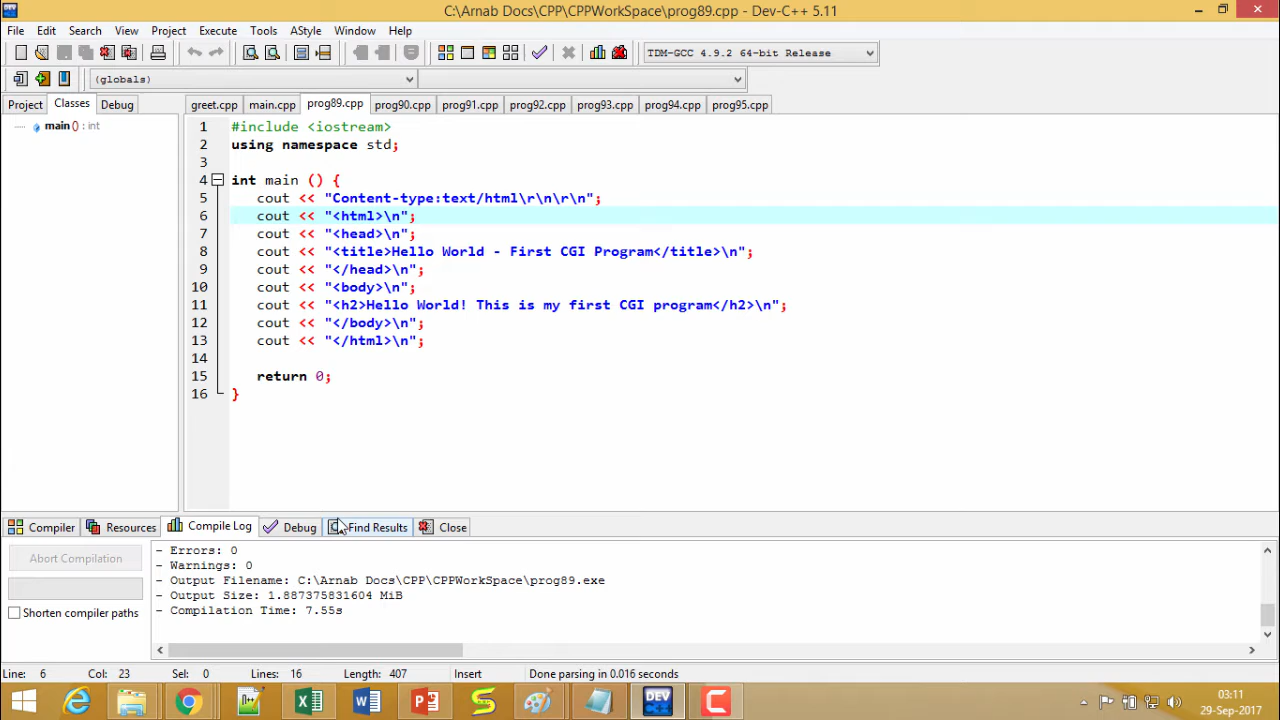 C:\Arnab Docs\CPP\CPPWorkSpace\prog89.cpp - Dev-C++ 5.11
File Edit Search View Project Execute Tools AStyle Window Help
TDM-GCC 4.9.2 64-bit Release
(globals)
Project Classes Debug
greet.cpp main.cpp prog89.cpp prog90.cpp prog91.cpp prog92.cpp prog93.cpp prog94.cpp prog95.cpp
main () : int
1 #include <iostream>
2 using namespace std;
3
4 int main () {
5 cout << "Content-type:text/html\r\n\r\n";
6 cout << "<html>\n";
7 cout << "<head>\n";
8 cout << "<title>Hello World - First CGI Program</title>\n";
9 cout << "</head>\n";
10 cout << "<body>\n";
11 cout << "<h2>Hello World! This is my first CGI program</h2>\n";
12 cout << "</body>\n";
13 cout << "</html>\n";
14
15 return 0;
16 }
Compiler Resources Compile Log Debug Find Results Close
Abort Compilation
Shorten compiler paths
- Errors: 0
- Warnings: 0
- Output Filename: C:\Arnab Docs\CPP\CPPWorkSpace\prog89.exe
- Output Size: 1.887375831604 MiB
- Compilation Time: 7.55s
Line: 6 Col: 23 Sel: 0 Lines: 16 Length: 407 Insert Done parsing in 0.016 seconds
DEV
03:11
29-Sep-2017